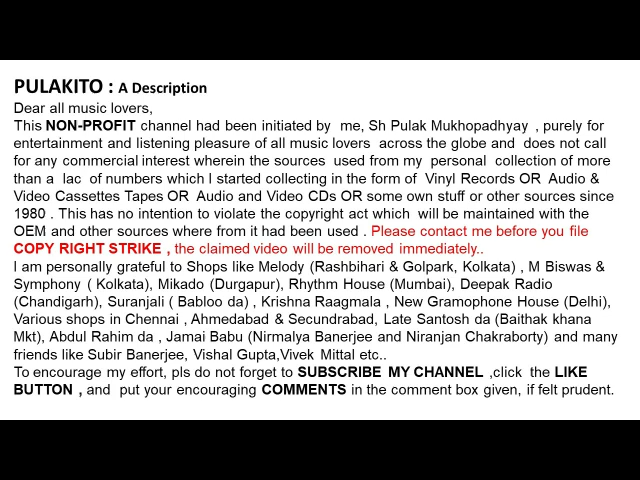 PULAKITO : A Description
Dear all music lovers,
This NON-PROFIT channel had been initiated by me, Sh Pulak Mukhopadhyay , purely for
entertainment and listening pleasure of all music lovers across the globe and does not call
for any commercial interest wherein the sources used from my personal collection of more
than a lac of numbers which I started collecting in the form of Vinyl Records OR Audio &
Video Cassettes Tapes OR Audio and Video CDs OR some own stuff or other sources since
1980 . This has no intention to violate the copyright act which will be maintained with the
OEM and other sources where from it had been used . Please contact me before you file
COPY RIGHT STRIKE , the claimed video will be removed immediately..
I am personally grateful to Shops like Melody (Rashbihari & Golpark, Kolkata) , M Biswas &
Symphony ( Kolkata), Mikado (Durgapur), Rhythm House (Mumbai), Deepak Radio
(Chandigarh), Suranjali ( Babloo da) , Krishna Raagmala , New Gramophone House (Delhi),
Various shops in Chennai , Ahmedabad & Secundrabad, Late Santosh da (Baithak khana
Mkt), Abdul Rahim da , Jamai Babu (Nirmalya Banerjee and Niranjan Chakraborty) and many
friends like Subir Banerjee, Vishal Gupta,Vivek Mittal etc..
To encourage my effort, pls do not forget to SUBSCRIBE MY CHANNEL ,click the LIKE
BUTTON , and put your encouraging COMMENTS in the comment box given, if felt prudent.